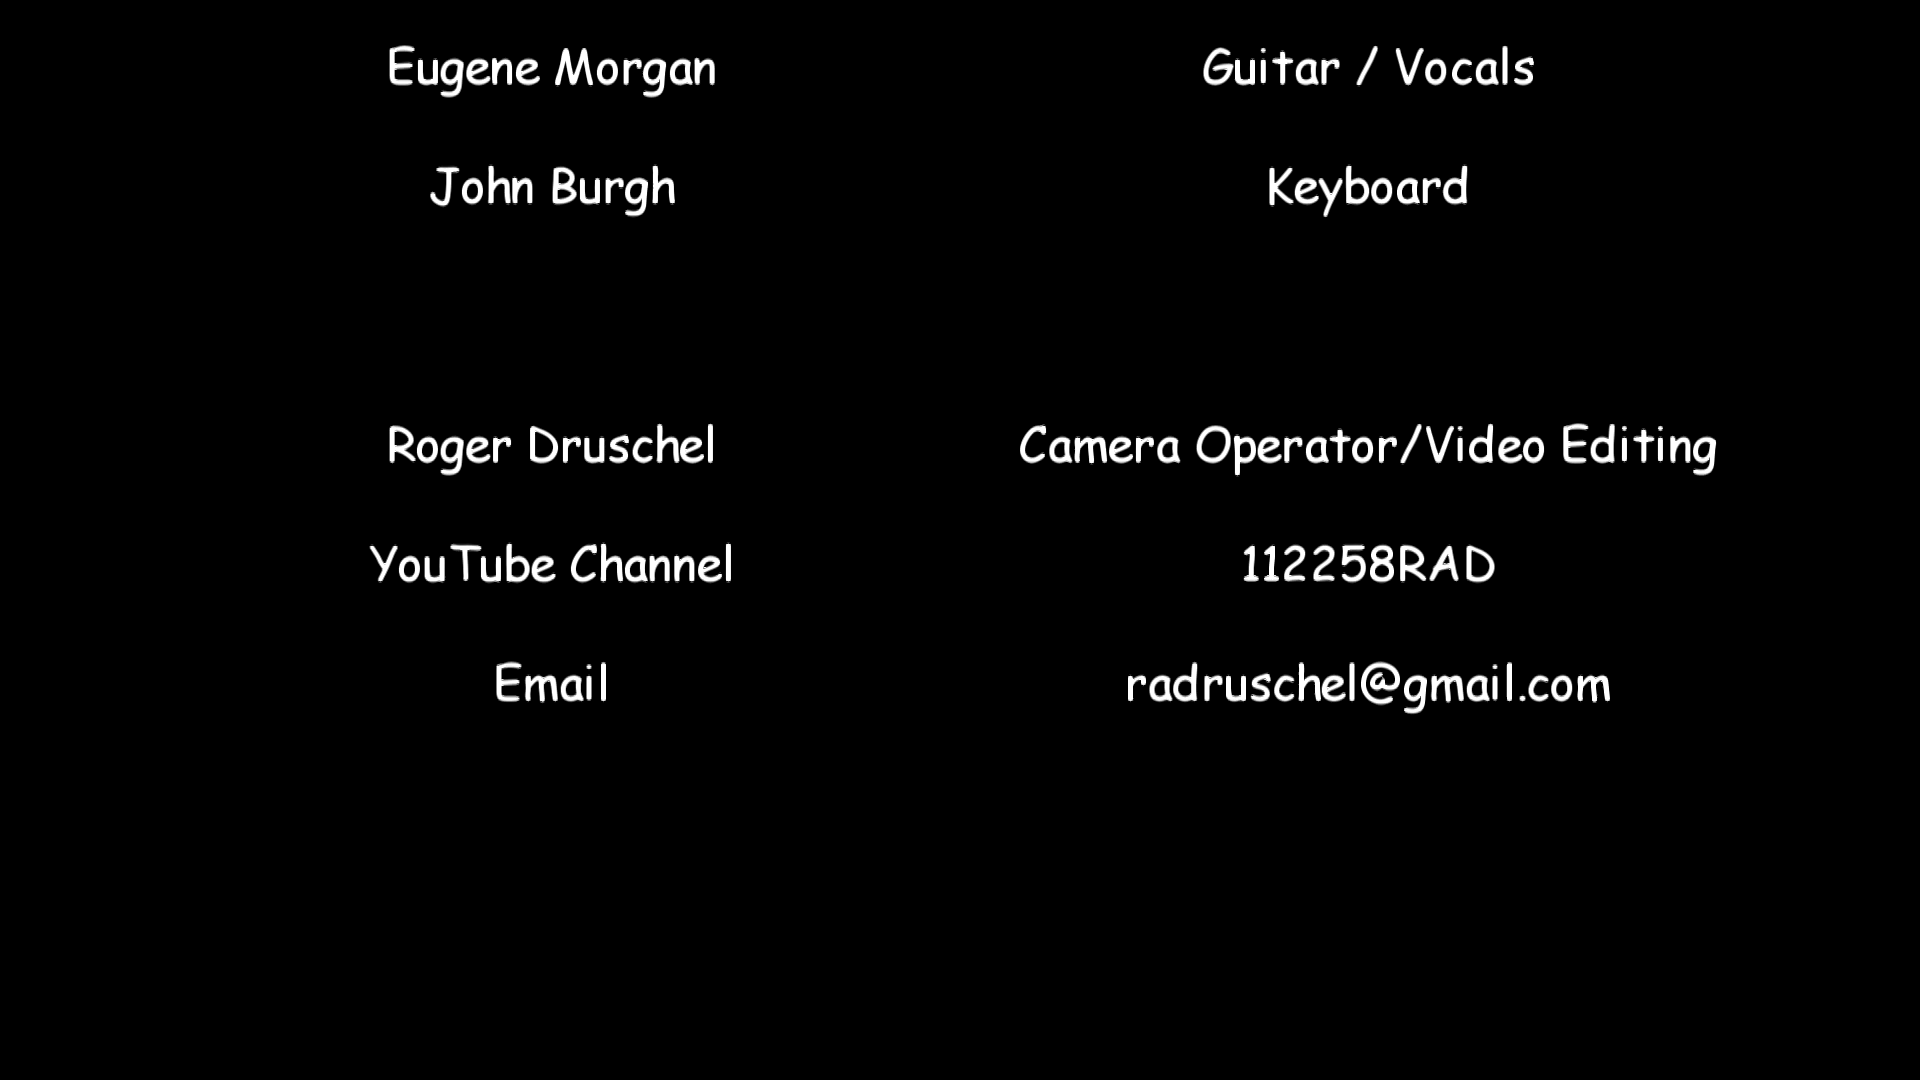 Eugene Morgan Guitar / Vocals
John Burgh Keyboard
Roger Druschel Camera Operator/Video Editing
YouTube Channel 112258RAD
Email radruschel@gmail.com